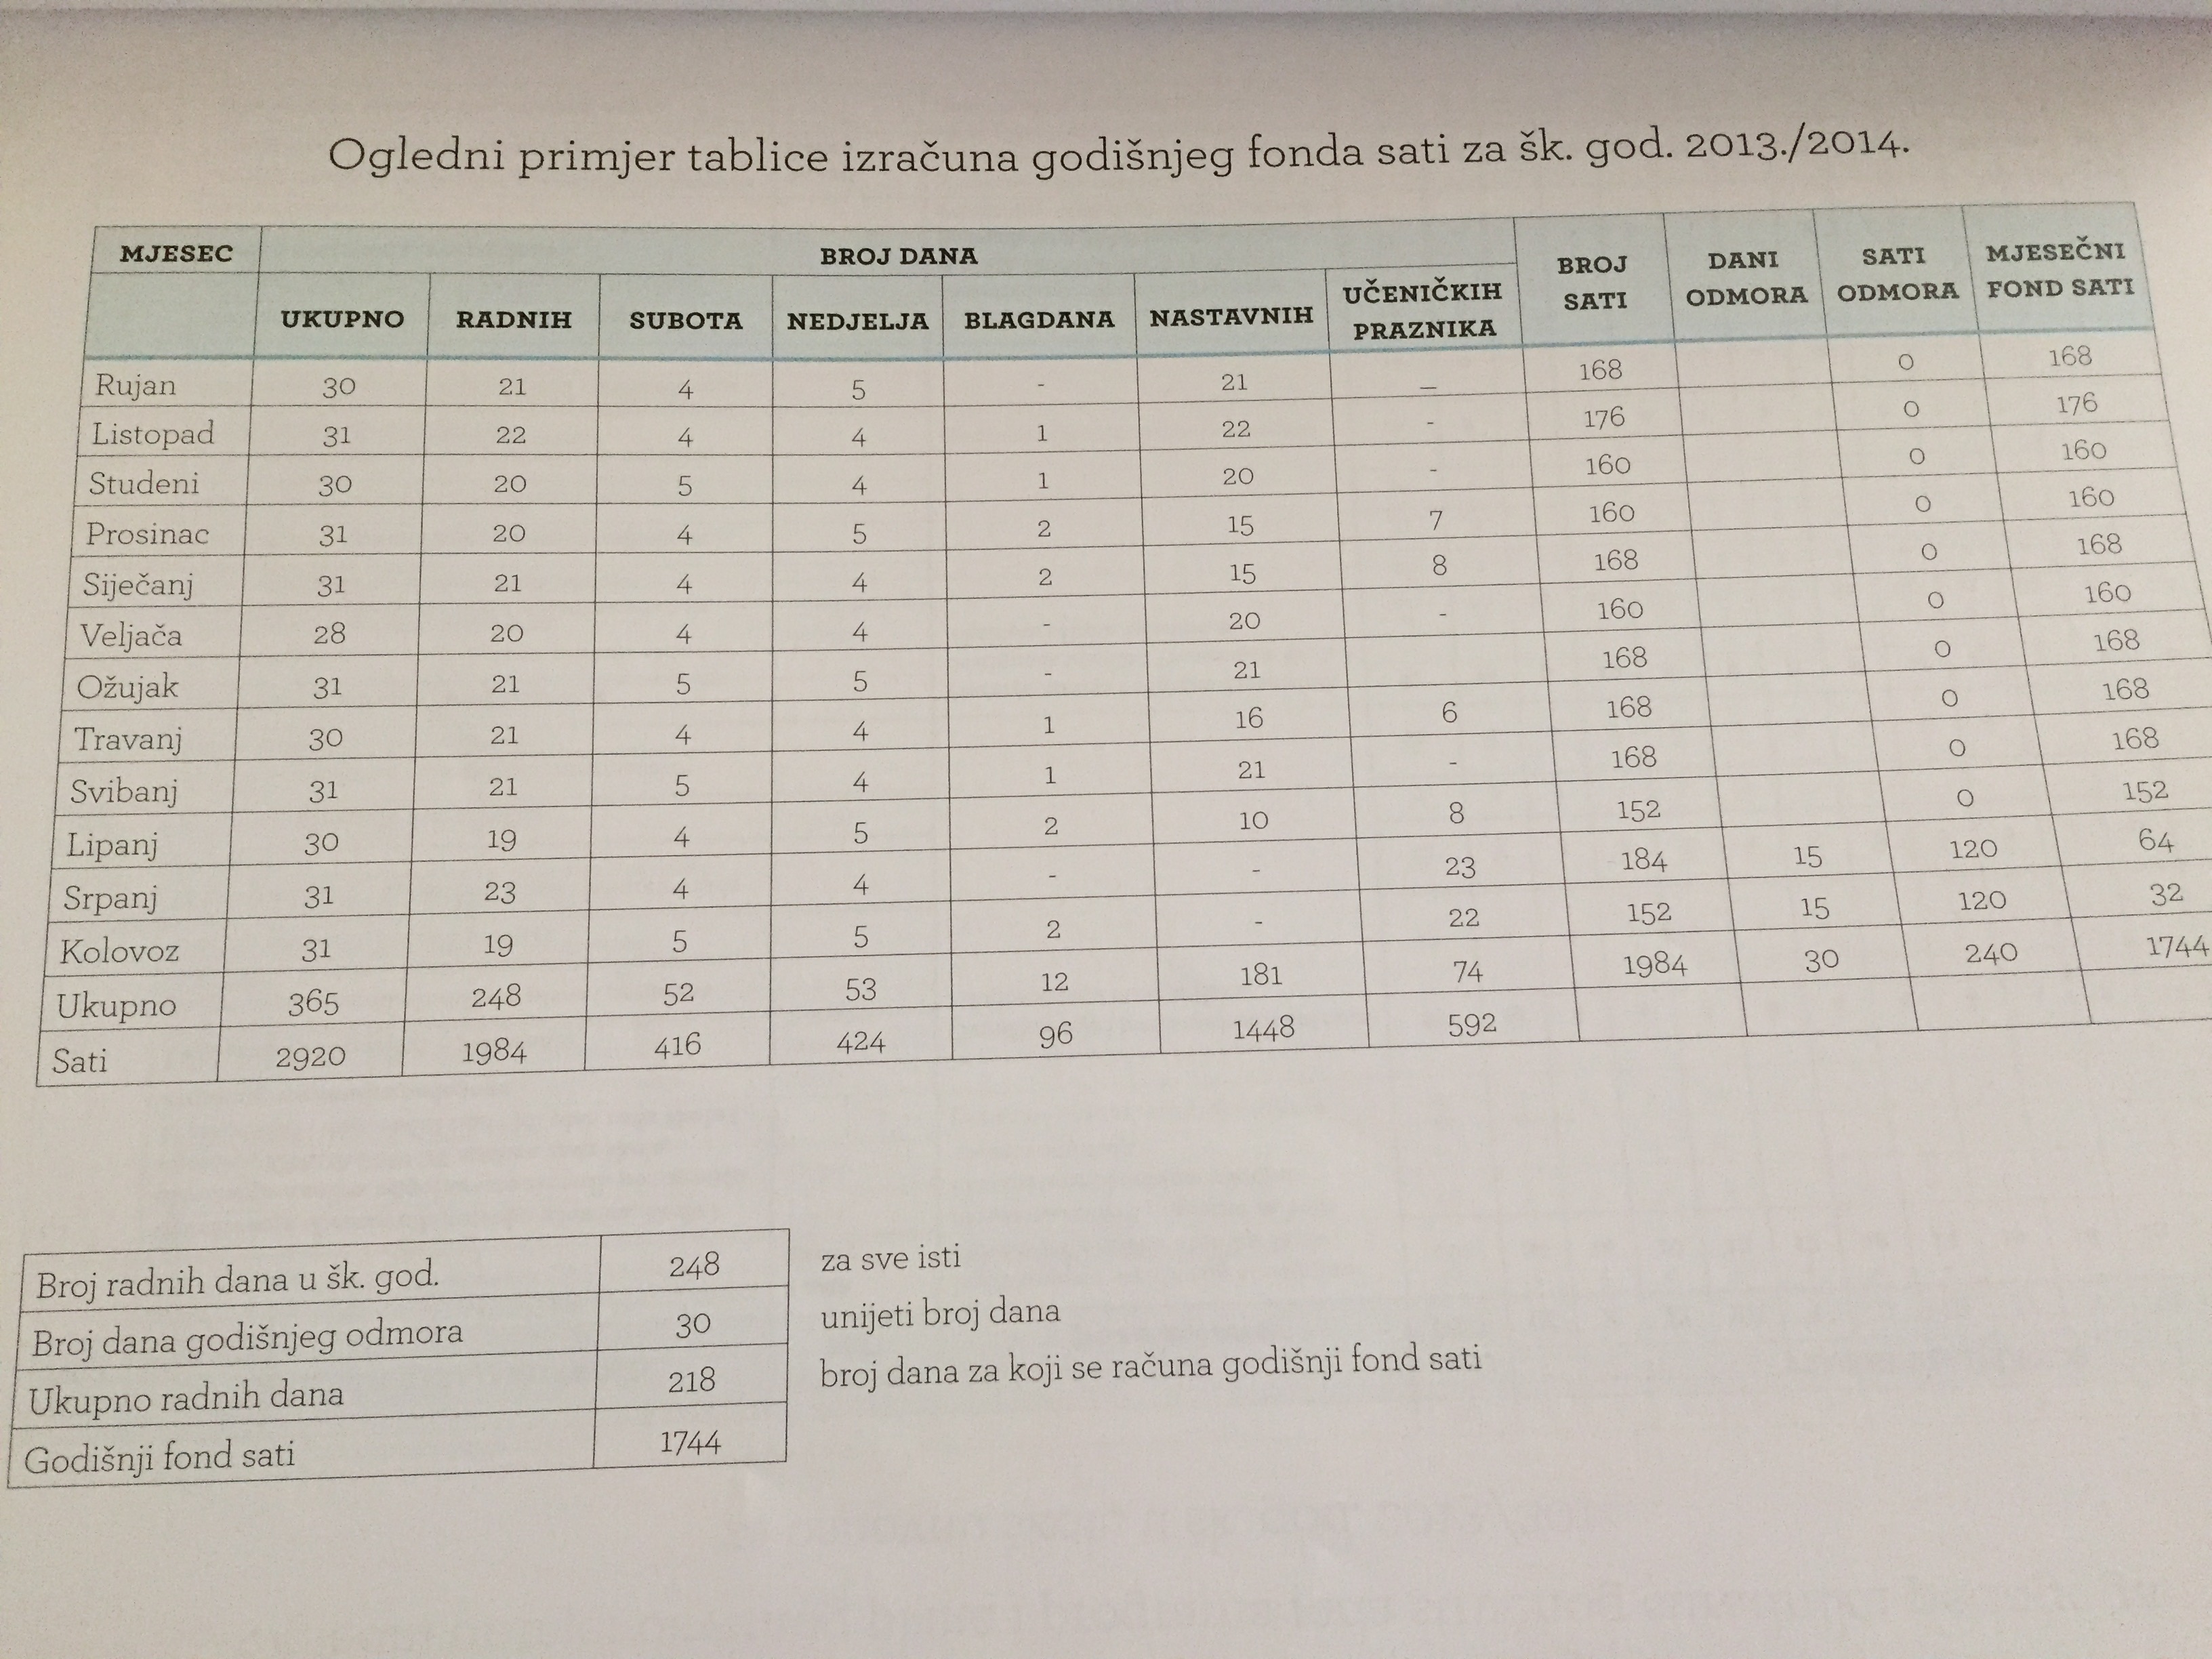 Ogledni primjer tablice izračuna godišnjeg fonda sati za šk. god. 2013./2014.
MJESEC BROJ DANA BROJ SATI DANI ODMORA SATI ODMORA MJESEČNI FOND SATI
UKUPNO RADNIH SUBOTA NEDJELJA BLAGDANA NASTAVNIH UČENIČKIH PRAZNIKA
Rujan 30 21 4 5 - 21 – 168 0 168
Listopad 31 22 4 4 1 22 - 176 0 176
Studeni 30 20 5 4 1 20 - 160 0 160
Prosinac 31 20 4 5 2 15 7 160 0 160
Siječanj 31 21 4 4 2 15 8 168 0 168
Veljača 28 20 4 4 - 20 - 160 0 160
Ožujak 31 21 5 5 - 21 168 0 168
Travanj 30 21 4 4 1 16 6 168 0 168
Svibanj 31 21 5 4 1 21 - 168 0 168
Lipanj 30 19 4 5 2 10 8 152 0 152
Srpanj 31 23 4 4 - - 23 184 15 120 64
Kolovoz 31 19 5 5 2 - 22 152 15 120 32
Ukupno 365 248 52 53 12 181 74 1984 30 240 1744
Sati 2920 1984 416 424 96 1448 592
Broj radnih dana u šk. god. 248 za sve isti
Broj dana godišnjeg odmora 30 unijeti broj dana
Ukupno radnih dana 218 broj dana za koji se računa godišnji fond sati
Godišnji fond sati 1744